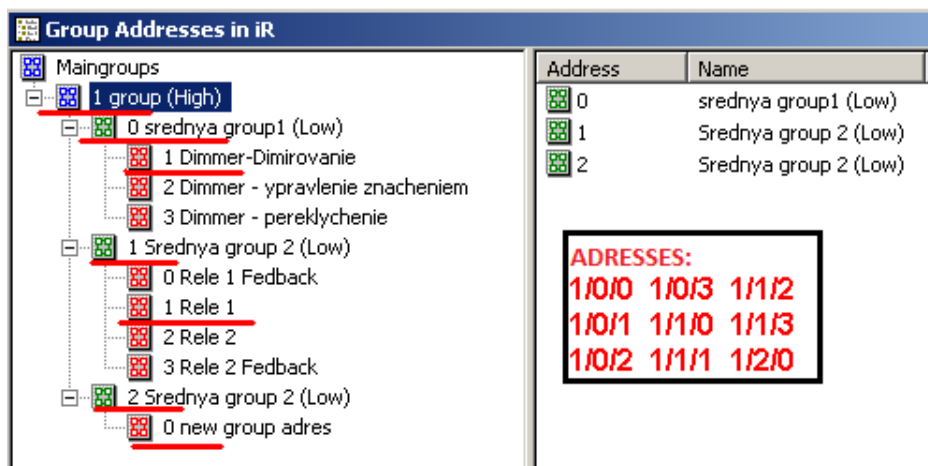 Group Addresses in iR
Maingroups
1 group (High)
0 srednya group1 (Low)
1 Dimmer-Dimirovanie
2 Dimmer - ypravlenie znacheniem
3 Dimmer - pereklychenie
1 Srednya group 2 (Low)
0 Rele 1 Fedback
1 Rele 1
2 Rele 2
3 Rele 2 Fedback
2 Srednya group 2 (Low)
0 new group adres
Address Name
0 srednya group1 (Low)
1 Srednya group 2 (Low)
2 Srednya group 2 (Low)
ADRESSES:
1/0/0 1/0/3 1/1/2
1/0/1 1/1/0 1/1/3
1/0/2 1/1/1 1/2/0